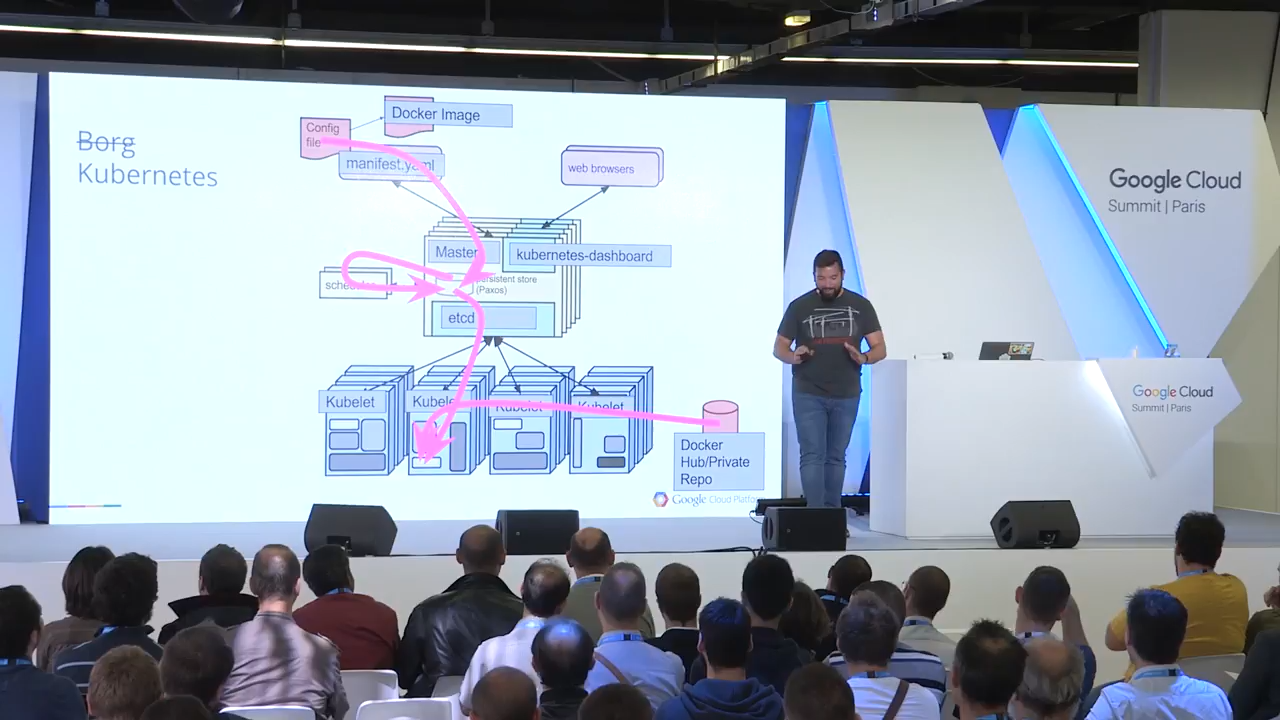 Borg
Kubernetes
Config
file
Docker Image
manifest.yaml
web browsers
Master
kubernetes-dashboard
persistent store
(Paxos)
etcd
Kubelet
Kubelet
Kubelet
Kubelet
Docker
Hub/Private
Repo
Google Cloud Platform
Google Cloud
Summit | Paris
Google Cloud
Summit | Paris